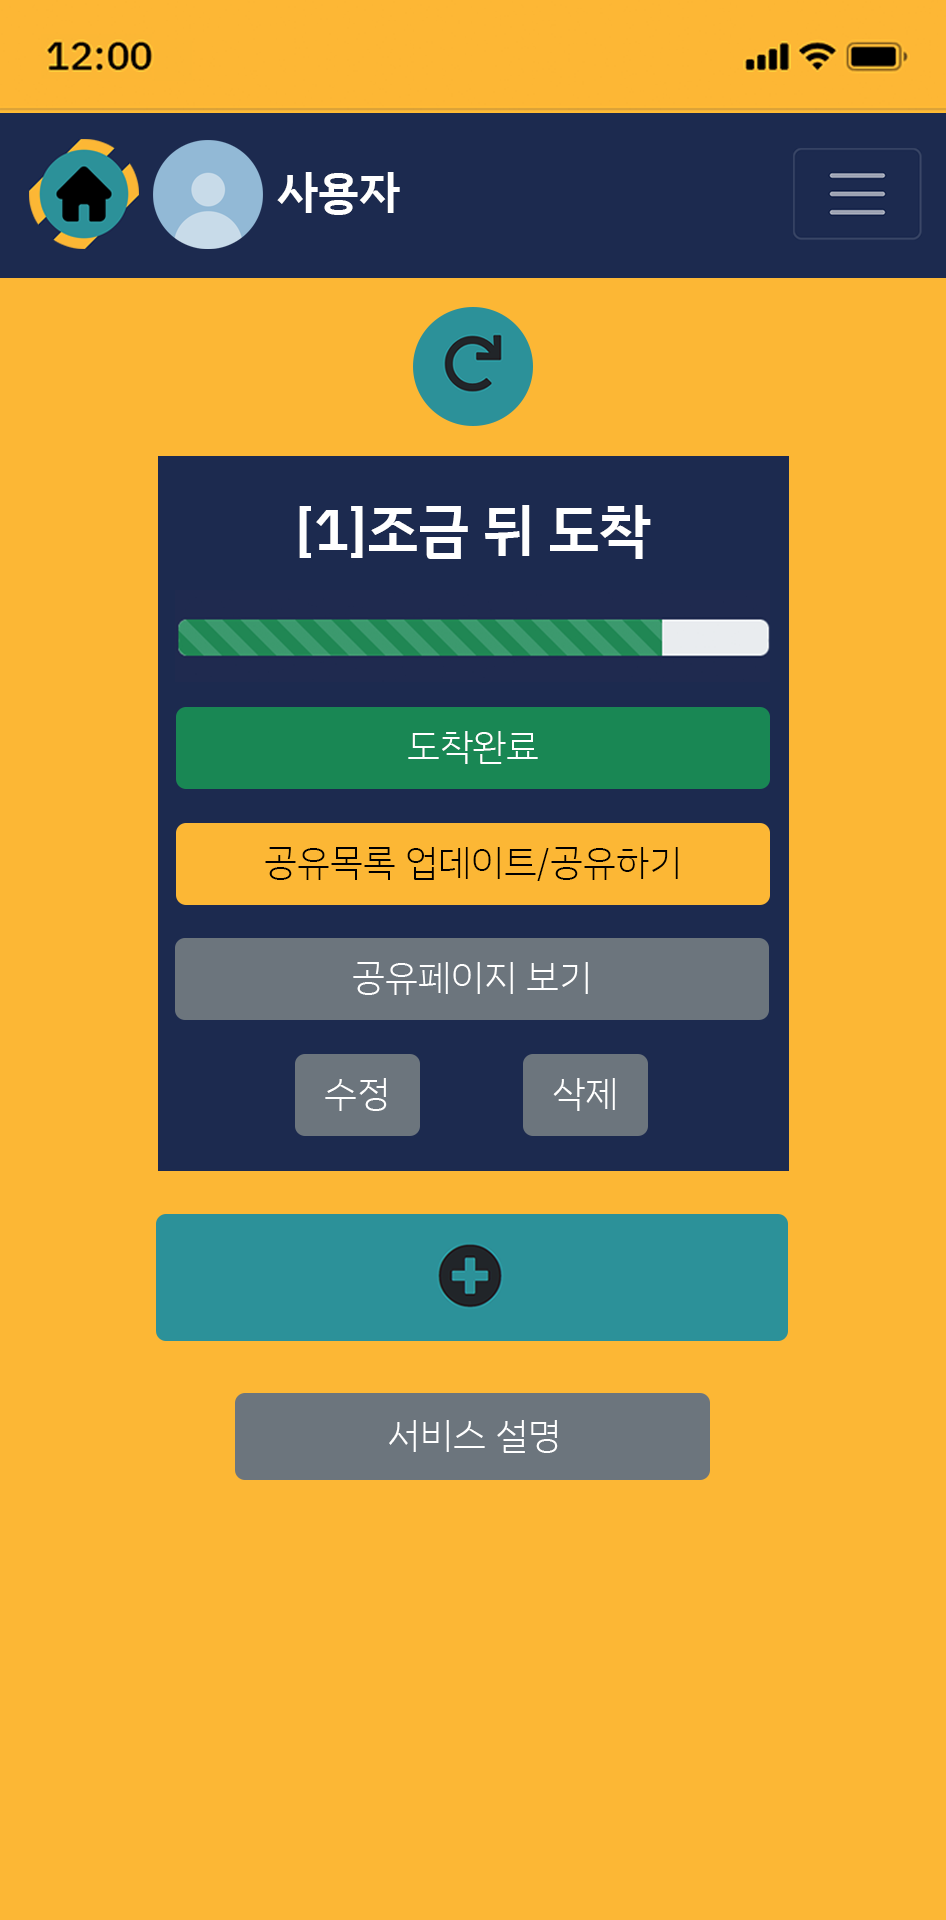 12:00
사용자
[1]조금 뒤 도착
도착완료
공유목록 업데이트/공유하기
공유페이지 보기
수정
삭제
서비스 설명